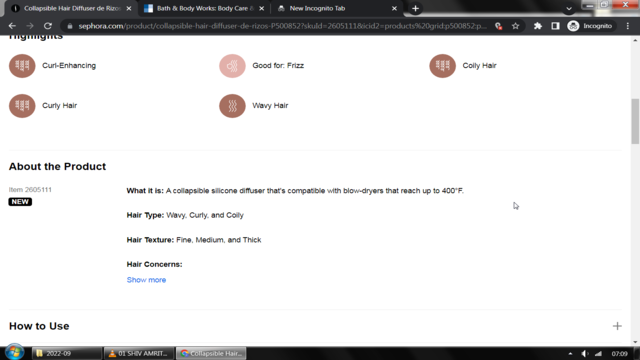 Collapsible Hair Diffuser de Rizos
Bath & Body Works: Body Care &
New Incognito Tab
sephora.com/product/collapsible-hair-diffuser-de-rizos-P500852?skuId=2605111&icid2=products%20grid:p500852:p
Incognito
Highlights
Curl-Enhancing
Good for: Frizz
Coily Hair
Curly Hair
Wavy Hair
About the Product
Item 2605111
NEW
What it is: A collapsible silicone diffuser that's compatible with blow-dryers that reach up to 400°F.
Hair Type: Wavy, Curly, and Coily
Hair Texture: Fine, Medium, and Thick
Hair Concerns:
Show more
How to Use
2022-09
01 SHIV AMRIT...
Collapsible Hair...
07:09